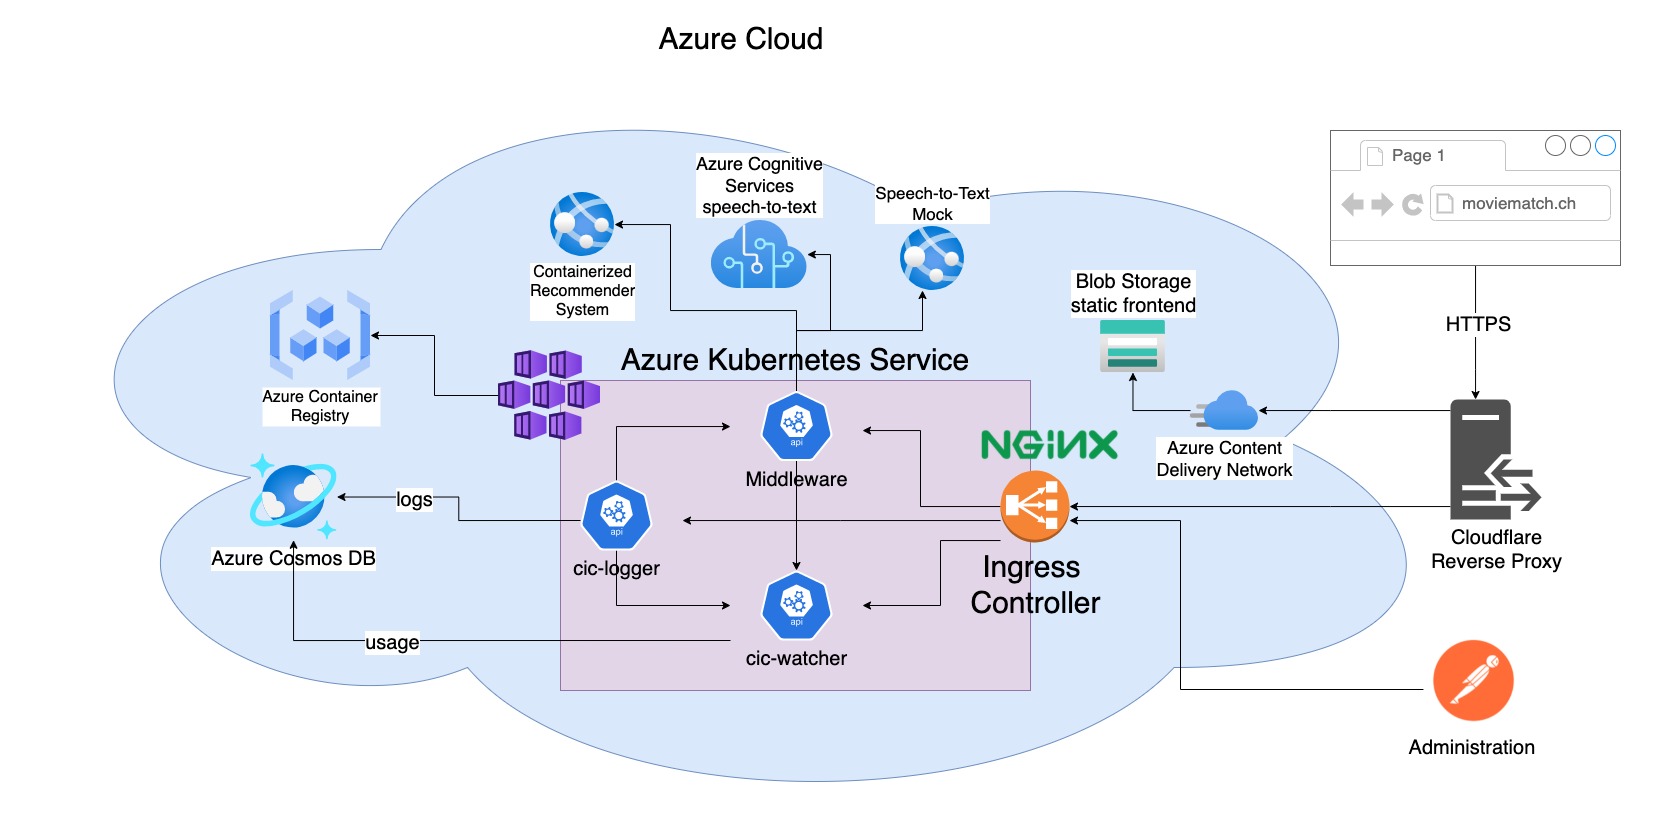 Azure Cloud
Page 1
moviematch.ch
HTTPS
Azure Cognitive
Services
speech-to-text
Speech-to-Text
Mock
Containerized
Recommender
System
Blob Storage
static frontend
Azure Container
Registry
Azure Kubernetes Service
api
Middleware
NGiNX
Azure Content
Delivery Network
Cloudflare
Reverse Proxy
logs
Azure Cosmos DB
api
cic-logger
Ingress
Controller
api
cic-watcher
usage
Administration